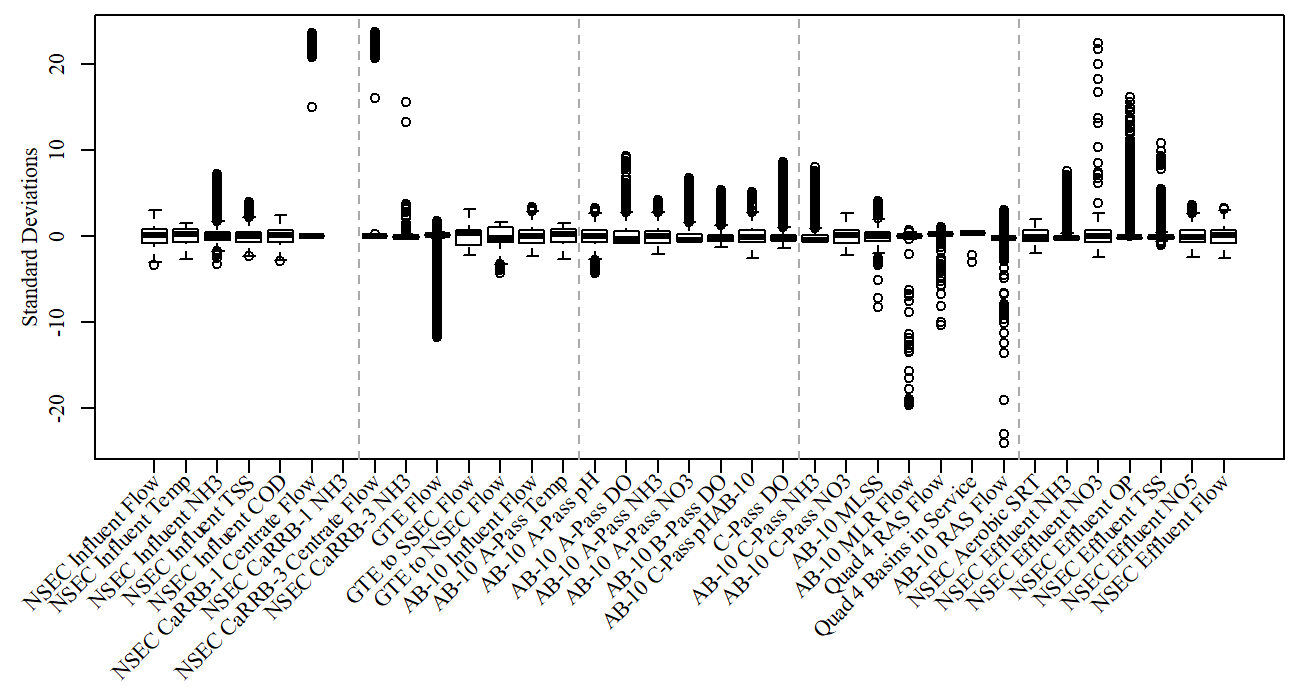 Standard Deviations
20
10
0
-10
-20
NSEC Influent Flow
NSEC Influent Temp
NSEC Influent NH3
NSEC Influent TSS
NSEC Influent COD
NSEC CaRRB-1 Centrate Flow
NSEC CaRRB-1 NH3
NSEC CaRRB-3 Centrate Flow
NSEC CaRRB-3 NH3
GTE Flow
GTE to SSEC Flow
GTE to NSEC Flow
AB-10 Influent Flow
AB-10 A-Pass Temp
AB-10 A-Pass pH
AB-10 A-Pass DO
AB-10 A-Pass NH3
AB-10 A-Pass NO3
AB-10 B-Pass DO
AB-10 C-Pass pHAB-10
C-Pass DO
AB-10 C-Pass NH3
AB-10 C-Pass NO3
AB-10 MLSS
AB-10 MLR Flow
Quad 4 RAS Flow
Quad 4 Basins in Service
AB-10 RAS Flow
NSEC Aerobic SRT
NSEC Effluent NH3
NSEC Effluent NO3
NSEC Effluent OP
NSEC Effluent TSS
NSEC Effluent NO5
NSEC Effluent Flow